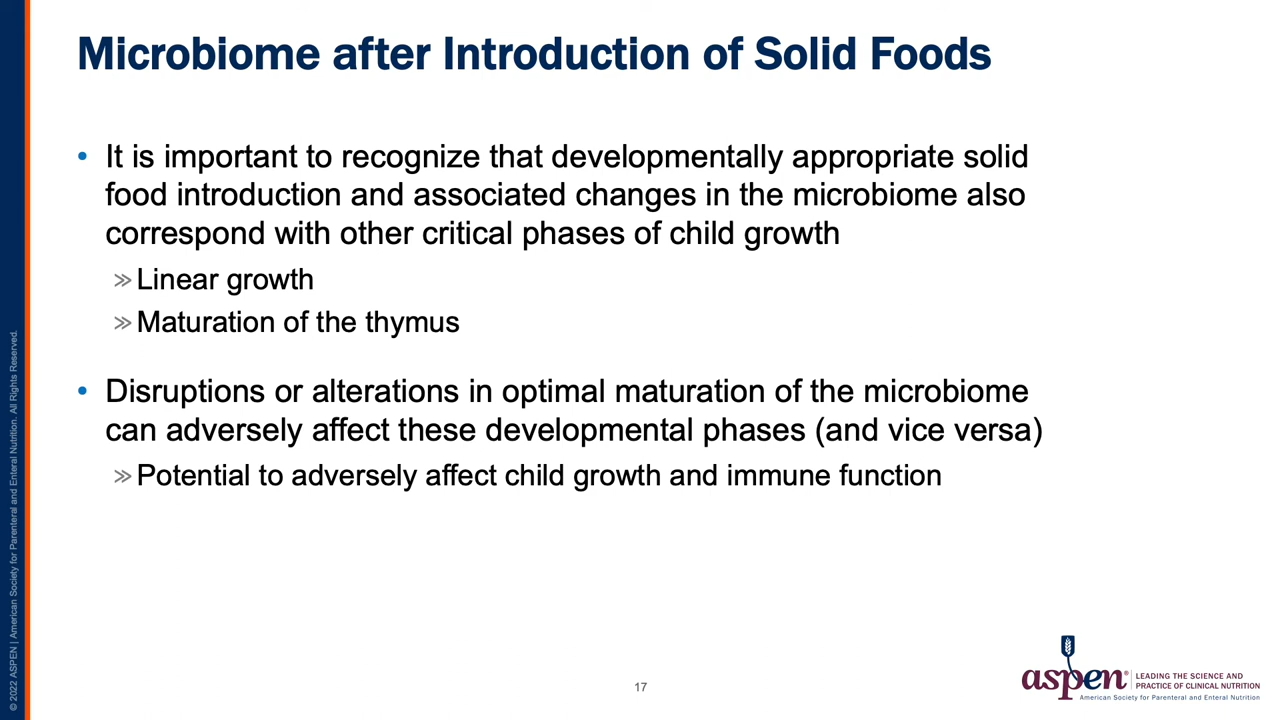 Microbiome after Introduction of Solid Foods
• It is important to recognize that developmentally appropriate solid
food introduction and associated changes in the microbiome also
correspond with other critical phases of child growth
» Linear growth
» Maturation of the thymus
• Disruptions or alterations in optimal maturation of the microbiome
can adversely affect these developmental phases (and vice versa)
» Potential to adversely affect child growth and immune function
© 2022 ASPEN | American Society for Parenteral and Enteral Nutrition. All Rights Reserved.
17
aspen®
LEADING THE SCIENCE AND
PRACTICE OF CLINICAL NUTRITION
American Society for Parenteral and Enteral Nutrition